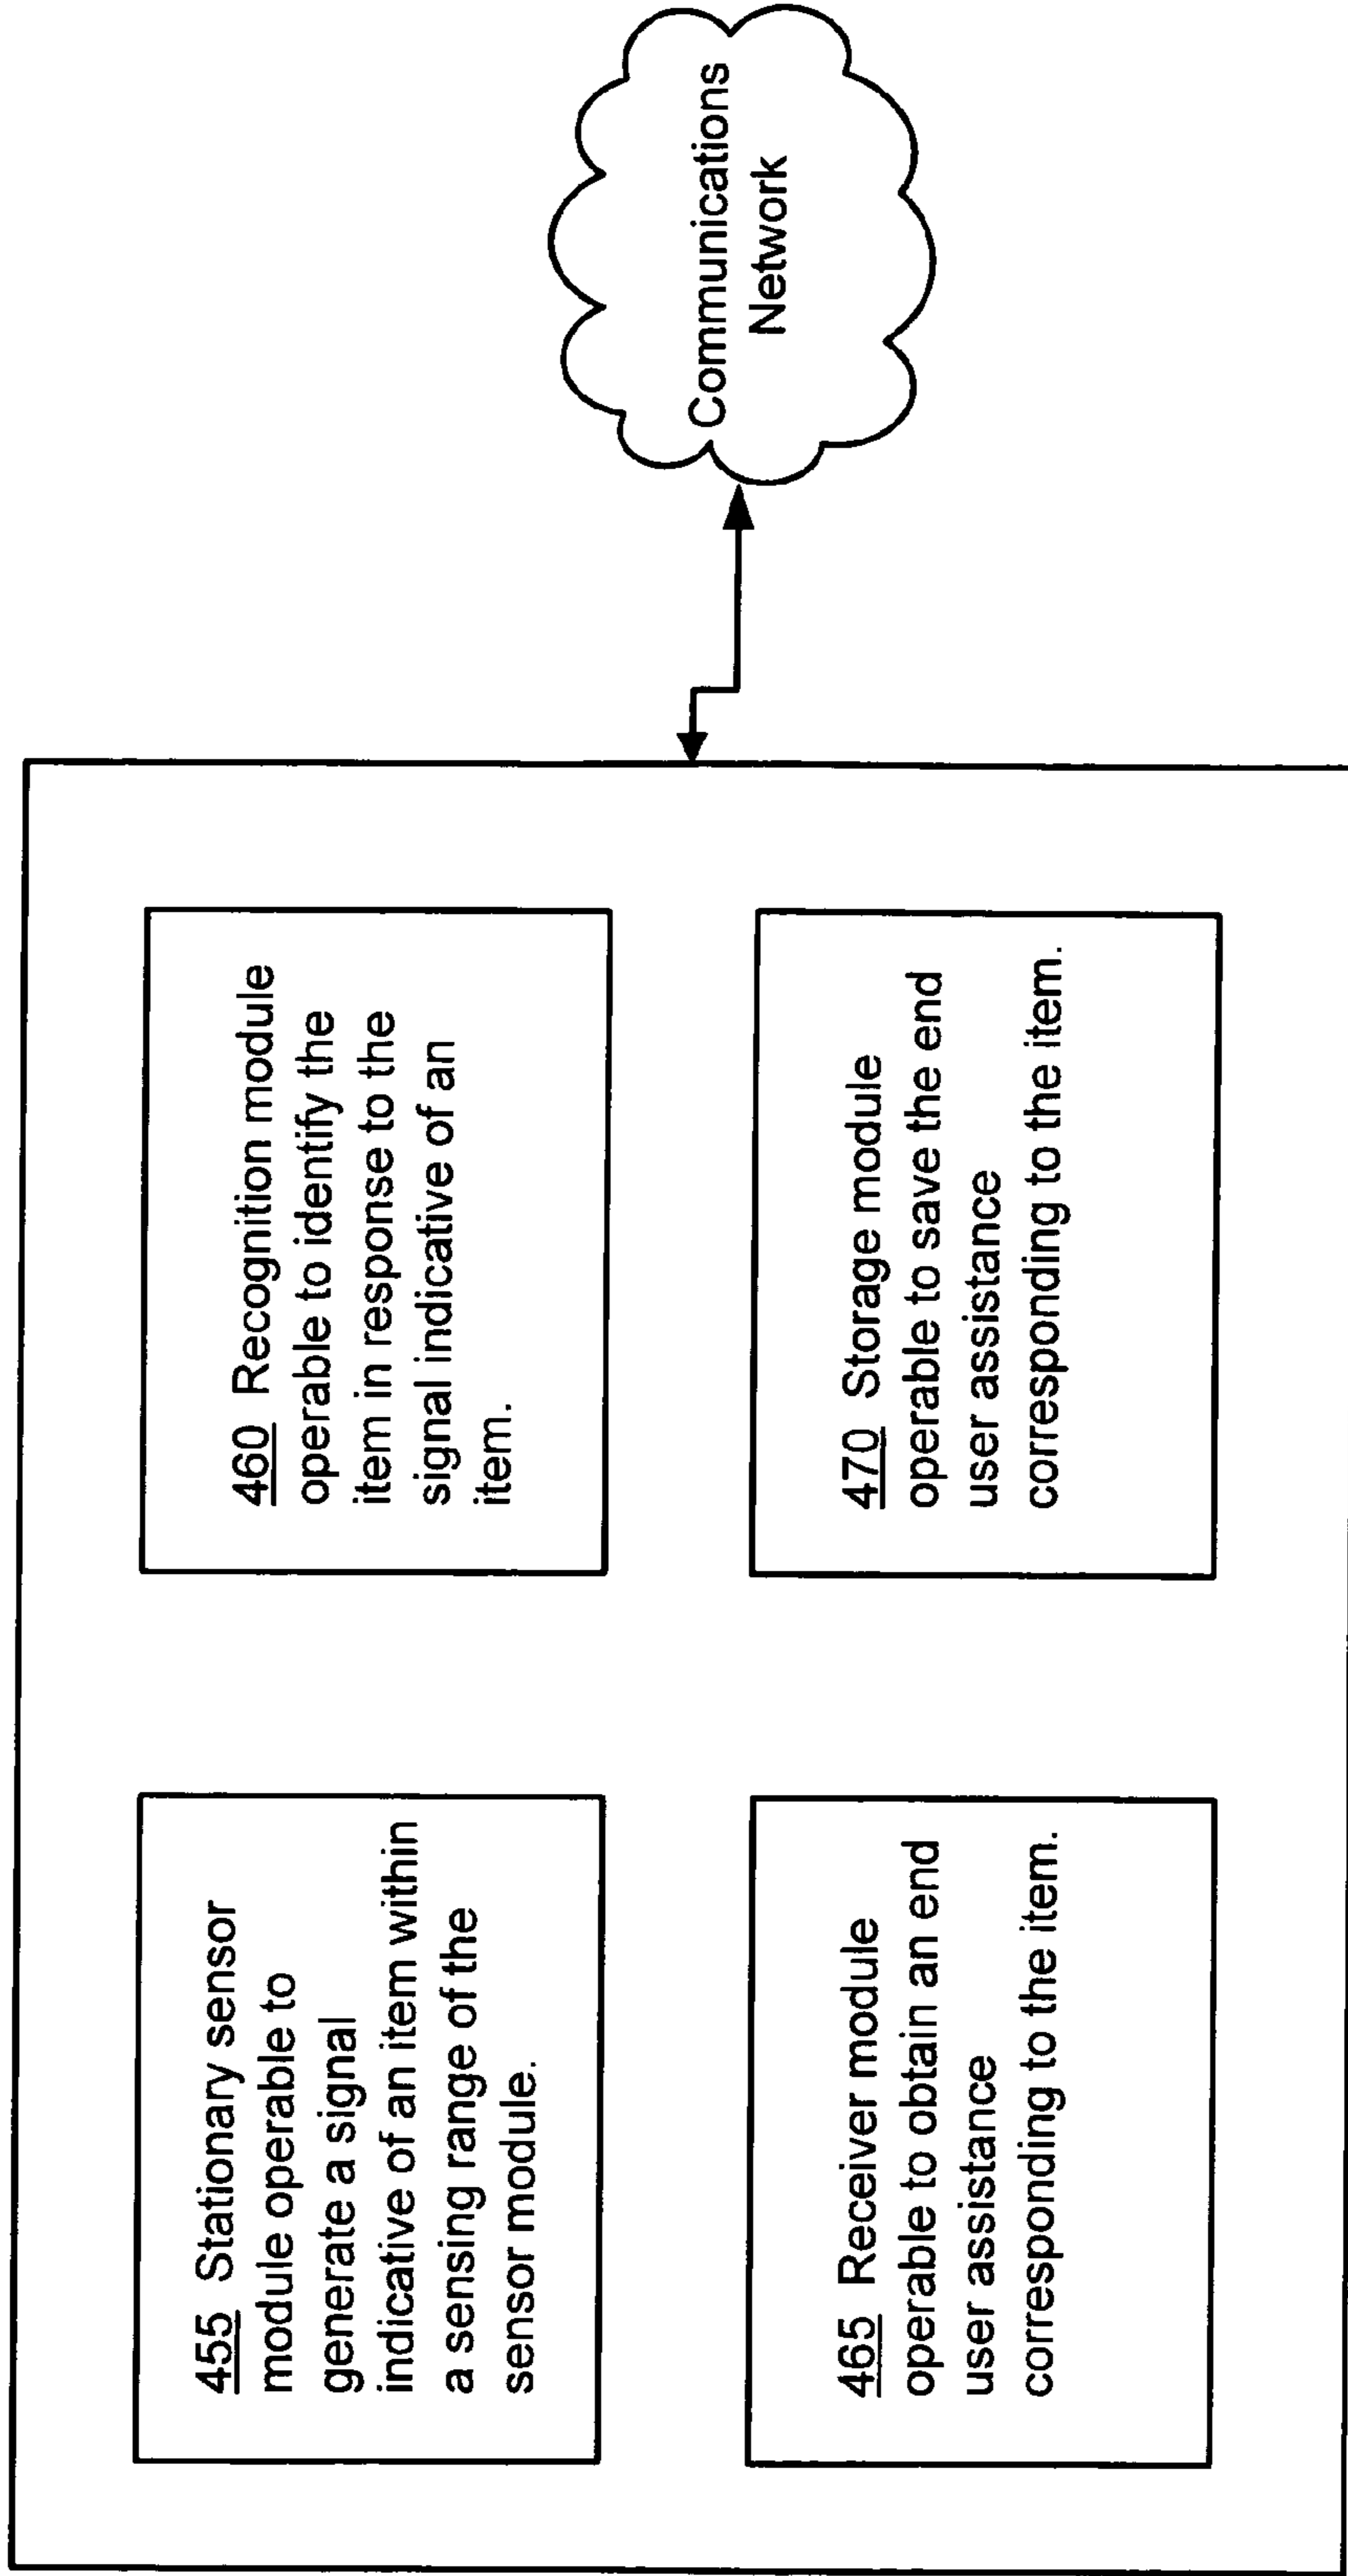 455 Stationary sensor
module operable to
generate a signal
indicative of an item within
a sensing range of the
sensor module.
460 Recognition module
operable to identify the
item in response to the
signal indicative of an
item.
465 Receiver module
operable to obtain an end
user assistance
corresponding to the item.
470 Storage module
operable to save the end
user assistance
corresponding to the item.
Communications
Network